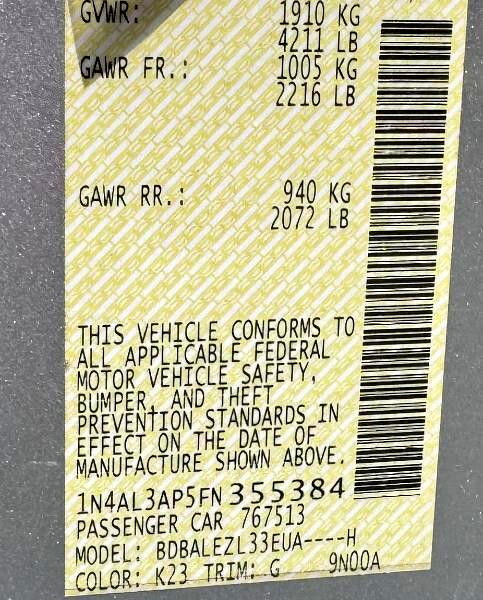 GVWR: 1910 KG
4211 LB
GAWR FR.: 1005 KG
2216 LB
GAWR RR.: 940 KG
2072 LB
THIS VEHICLE CONFORMS TO
ALL APPLICABLE FEDERAL
MOTOR VEHICLE SAFETY,
BUMPER, AND THEFT
PREVENTION STANDARDS IN
EFFECT ON THE DATE OF
MANUFACTURE SHOWN ABOVE.
1N4AL3AP5FN355384
PASSENGER CAR 767513
MODEL: BDBALEZL33EUA----H
COLOR: K23 TRIM: G 9N00A